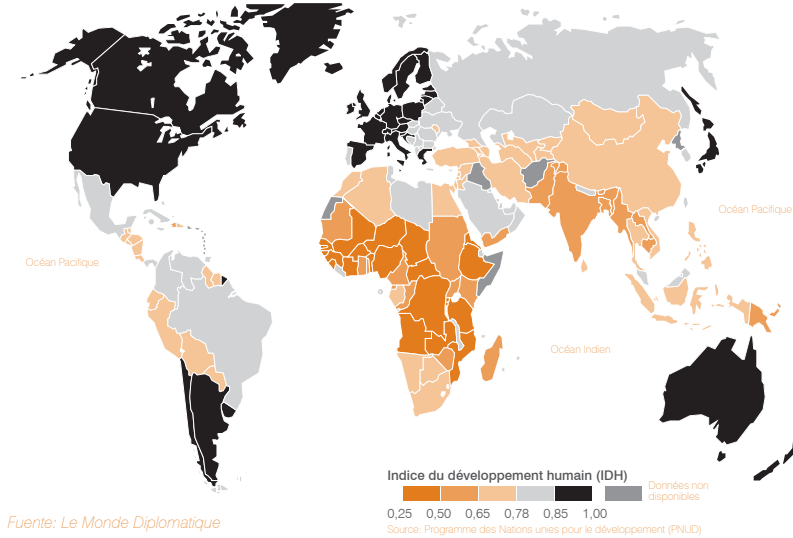 Océan Pacifique
Océan Pacifique
Océan Indien
Indice du développement humain (IDH)
Données non
disponibles
0,25 0,50 0,65 0,78 0,85 1,00
Source: Programme des Nations unies pour le développement (PNUD)
Fuente: Le Monde Diplomatique